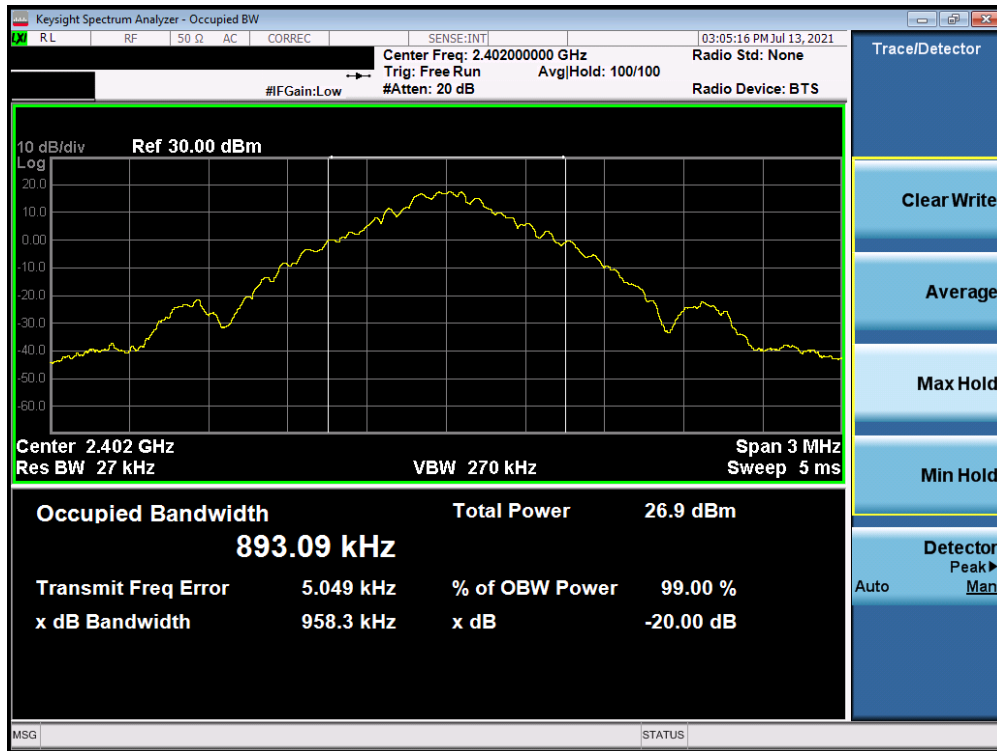 Keysight Spectrum Analyzer - Occupied BW
LXI RL RF 50 Ω AC CORREC SENSE:INT 03:05:16 PM Jul 13, 2021
Center Freq: 2.402000000 GHz Radio Std: None
Trig: Free Run Avg|Hold: 100/100
#IFGain:Low #Atten: 20 dB Radio Device: BTS
10 dB/div Ref 30.00 dBm
Log
20.0
10.0
0.00
-10.0
-20.0
-30.0
-40.0
-50.0
-60.0
Center 2.402 GHz Span 3 MHz
Res BW 27 kHz VBW 270 kHz Sweep 5 ms
Occupied Bandwidth Total Power 26.9 dBm
893.09 kHz
Transmit Freq Error 5.049 kHz % of OBW Power 99.00 %
x dB Bandwidth 958.3 kHz x dB -20.00 dB
MSG STATUS
Trace/Detector
Clear Write
Average
Max Hold
Min Hold
Detector
Peak▶
Auto Man